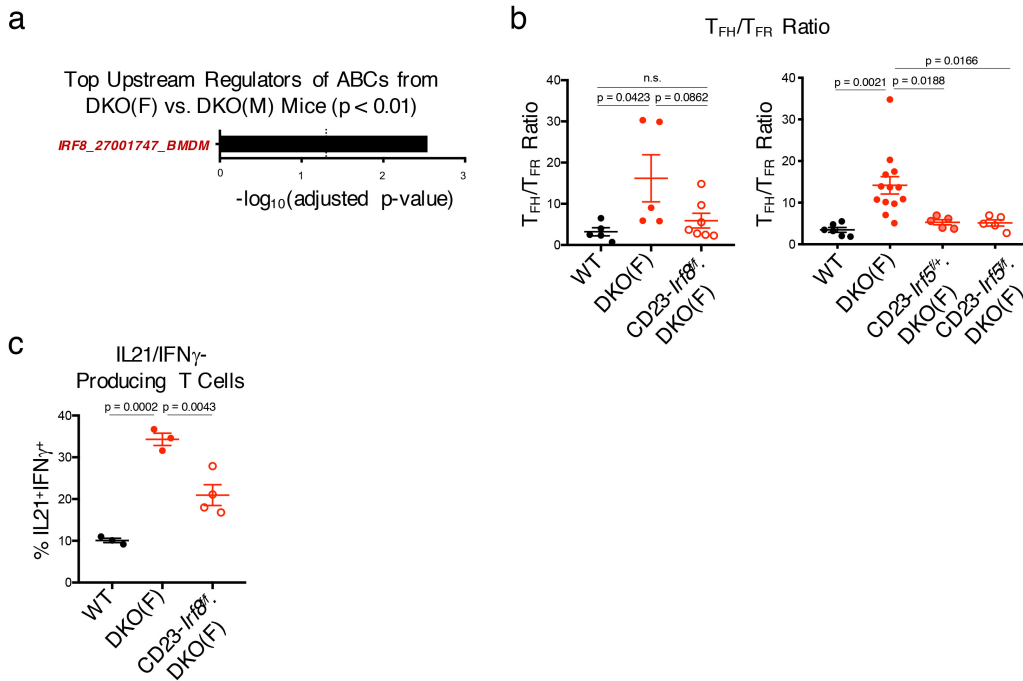 a
Top Upstream Regulators of ABCs from
DKO(F) vs. DKO(M) Mice (p < 0.01)
IRF8_27001747_BMDM
0 1 2 3
-log10(adjusted p-value)
b
TFH/TFR Ratio
n.s.
p = 0.0423 p = 0.0862
40
30
20
10
0
TFH/TFR Ratio
WT
DKO(F)
CD23-Irf8f/f.
DKO(F)
p = 0.0166
p = 0.0021 p = 0.0188
40
30
20
10
0
TFH/TFR Ratio
WT
DKO(F)
CD23-Irf5f/+.
DKO(F)
CD23-Irf5f/f.
DKO(F)
c
IL21/IFNγ-
Producing T Cells
p = 0.0002 p = 0.0043
40
30
20
10
0
% IL21+IFNγ+
WT
DKO(F)
CD23-Irf8f/f.
DKO(F)